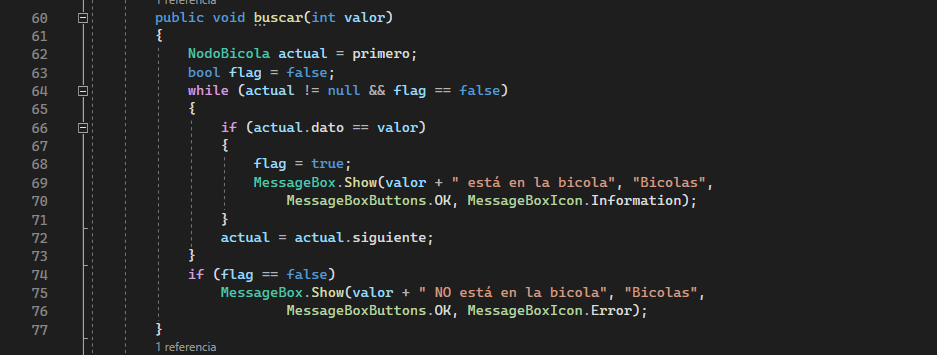 1 referencia
60 public void buscar(int valor)
61 {
62 NodoBicola actual = primero;
63 bool flag = false;
64 while (actual != null && flag == false)
65 {
66 if (actual.dato == valor)
67 {
68 flag = true;
69 MessageBox.Show(valor + " está en la bicola", "Bicolas",
70 MessageBoxButtons.OK, MessageBoxIcon.Information);
71 }
72 actual = actual.siguiente;
73 }
74 if (flag == false)
75 MessageBox.Show(valor + " NO está en la bicola", "Bicolas",
76 MessageBoxButtons.OK, MessageBoxIcon.Error);
77 }
1 referencia